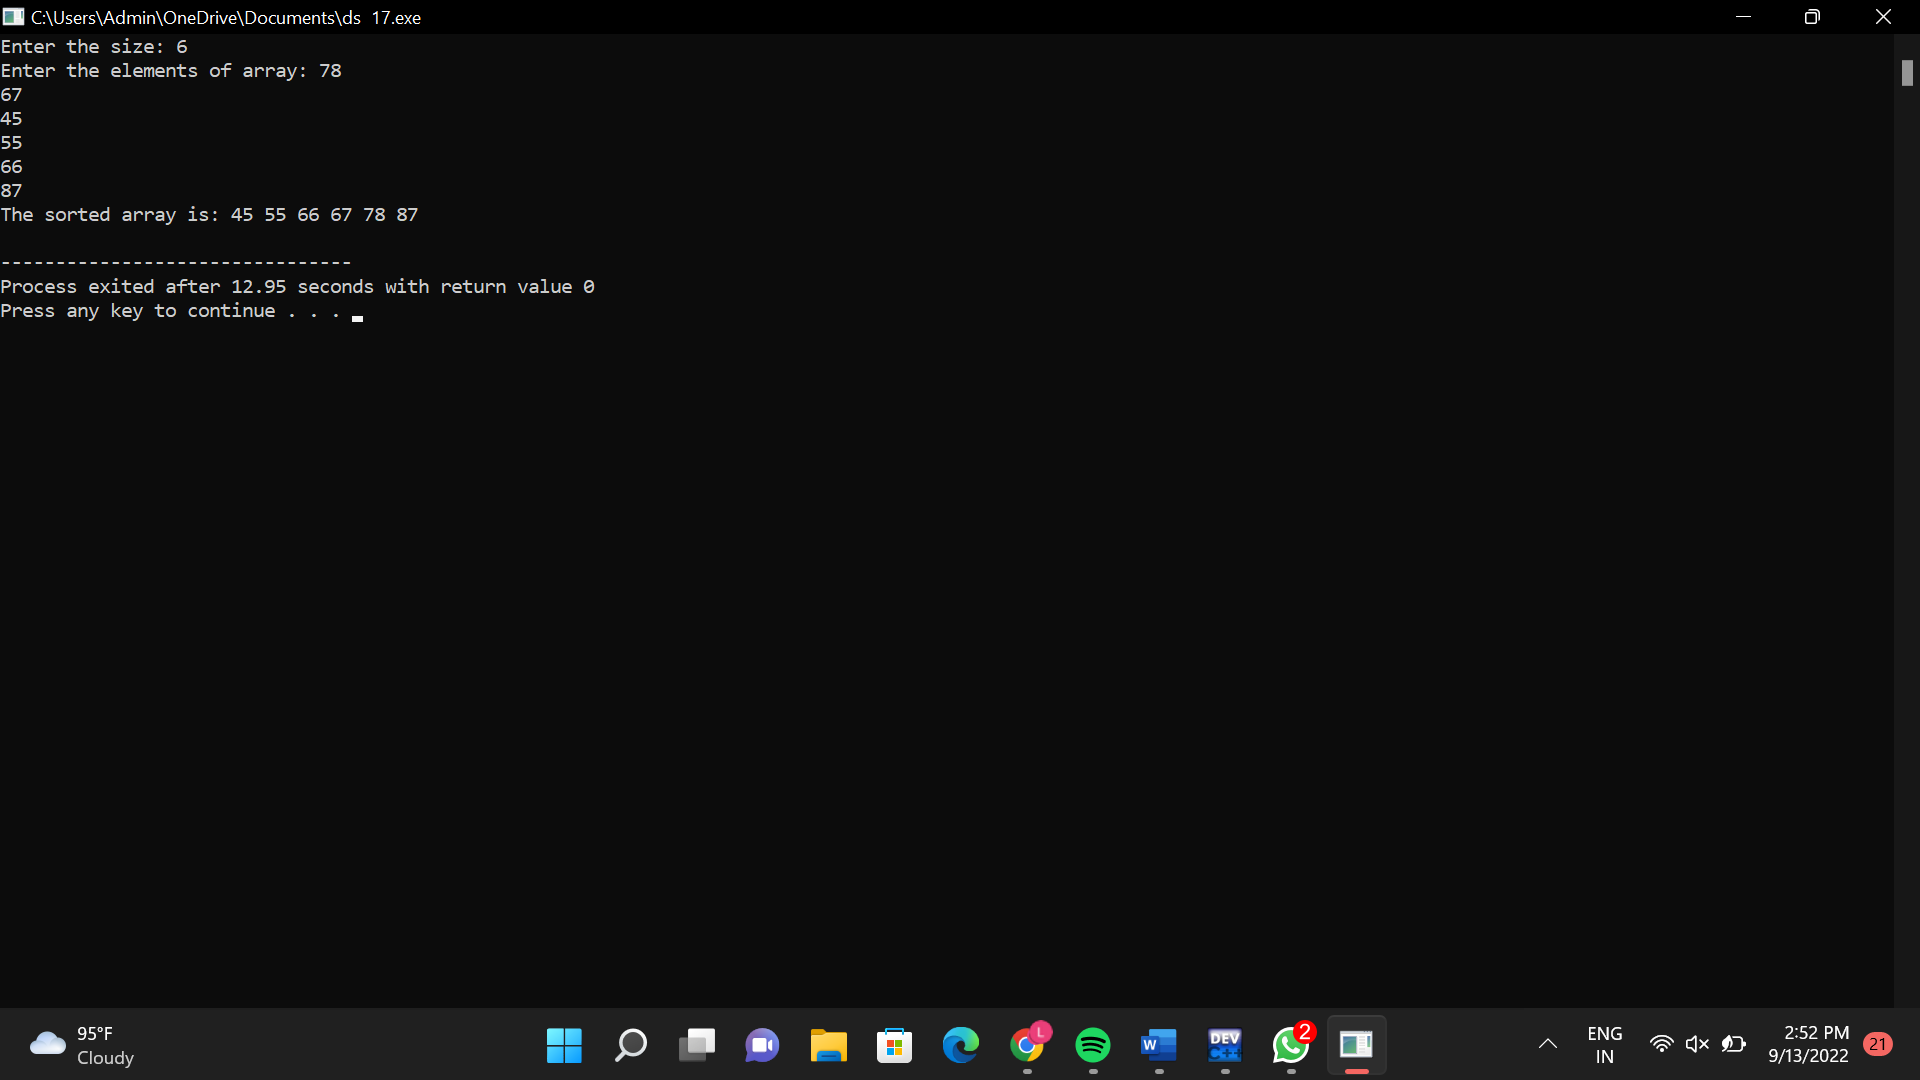 C:\Users\Admin\OneDrive\Documents\ds 17.exe
Enter the size: 6
Enter the elements of array: 78
67
45
55
66
87
The sorted array is: 45 55 66 67 78 87
--------------------------------
Process exited after 12.95 seconds with return value 0
Press any key to continue . . .
95°F
Cloudy
L
W
DEV
C++
2
ENG
IN
2:52 PM
9/13/2022
21